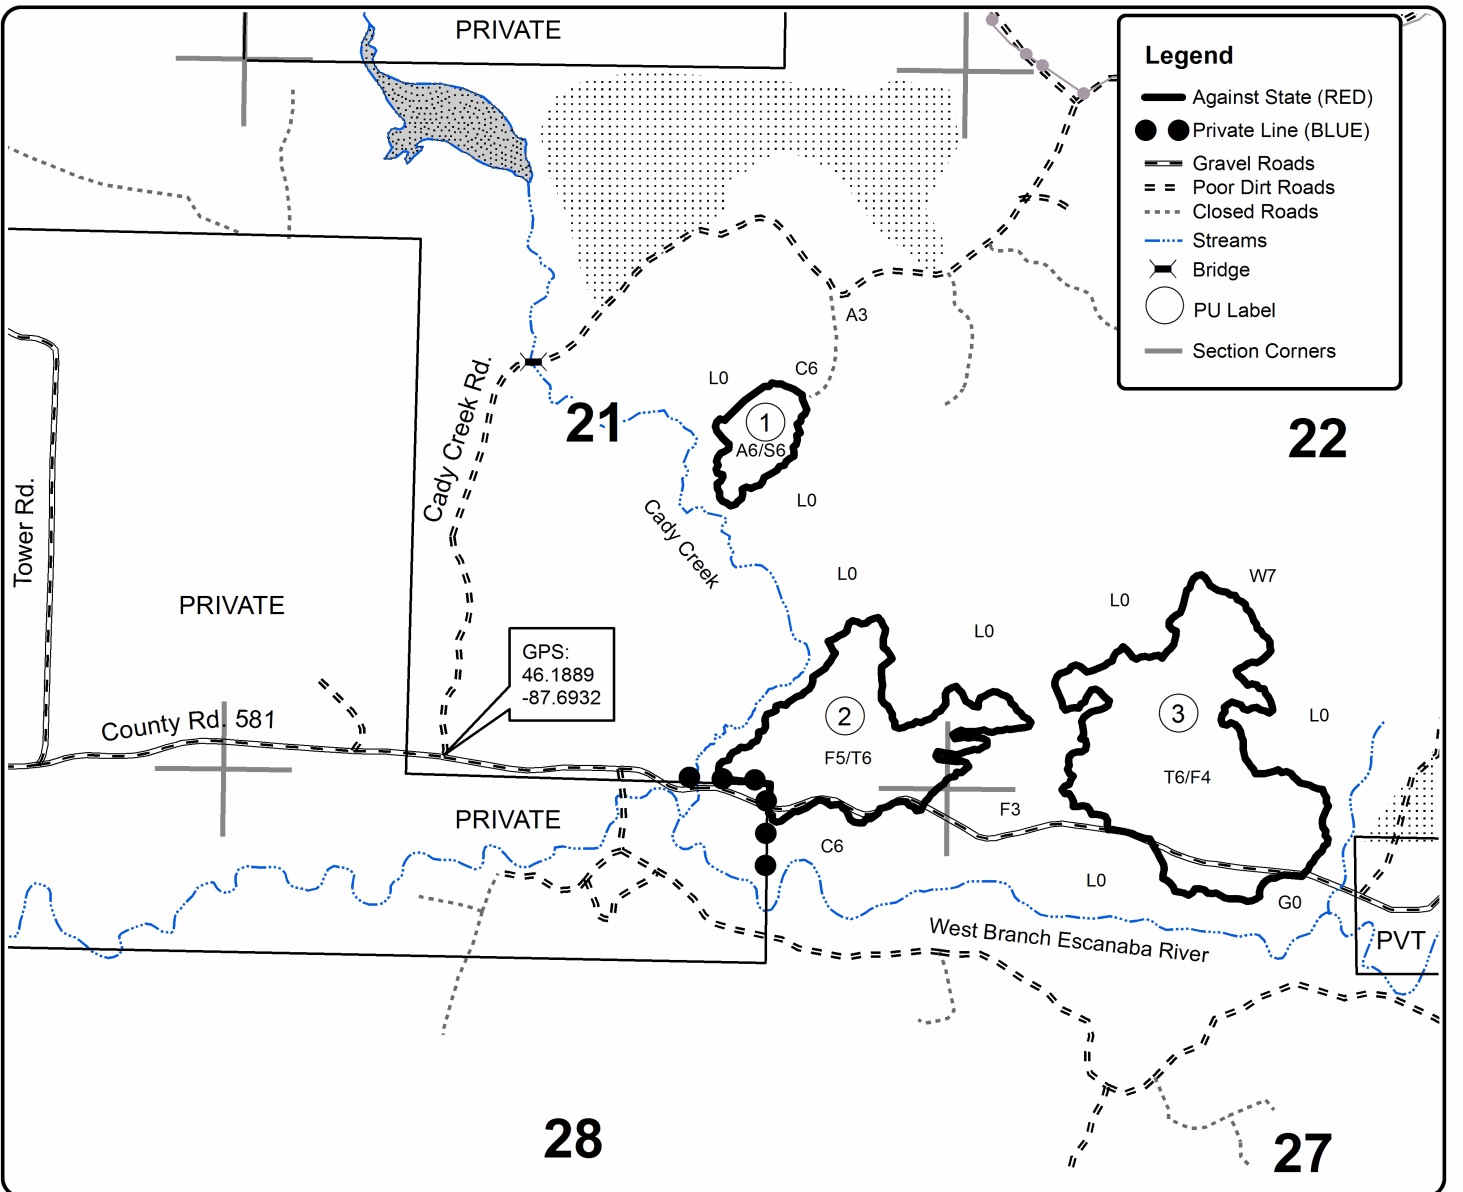 PRIVATE
Legend
Against State (RED)
Private Line (BLUE)
Gravel Roads
Poor Dirt Roads
Closed Roads
Streams
Bridge
PU Label
Section Corners
A3
C6
L0
Cady Creek Rd.
21
1
A6/S6
22
L0
Tower Rd.
Cady Creek
L0
W7
L0
PRIVATE
L0
GPS:
46.1889
-87.6932
County Rd. 581
2
3
L0
F5/T6
T6/F4
PRIVATE
F3
C6
L0
G0
West Branch Escanaba River
PVT
28
27